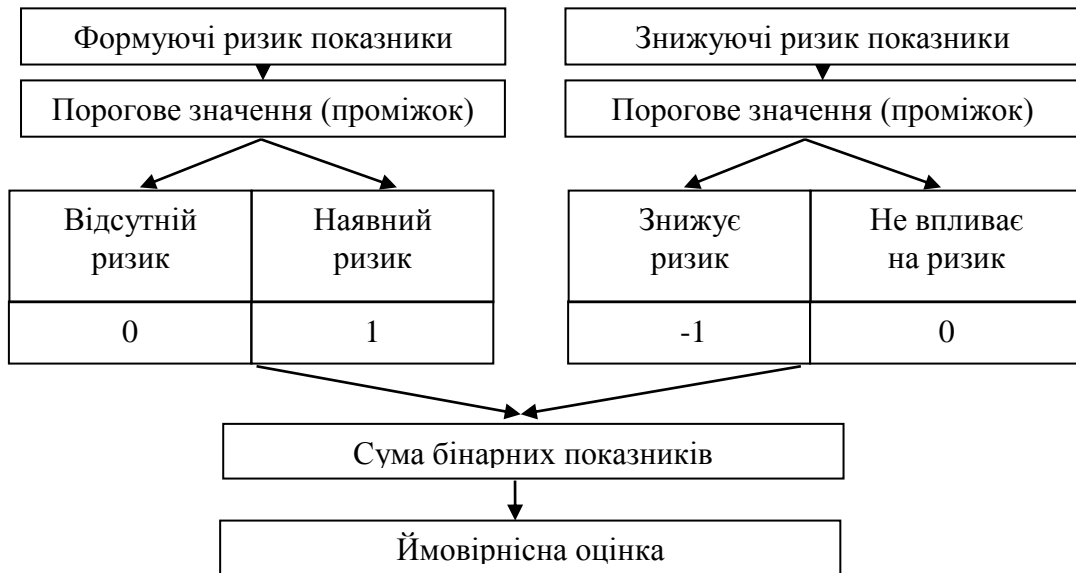 Формуючі ризик показники
Знижуючі ризик показники
Порогове значення (проміжок)
Порогове значення (проміжок)
Відсутній
ризик
Наявний
ризик
Знижує
ризик
Не впливає
на ризик
0
1
-1
0
Сума бінарних показників
Ймовірнісна оцінка